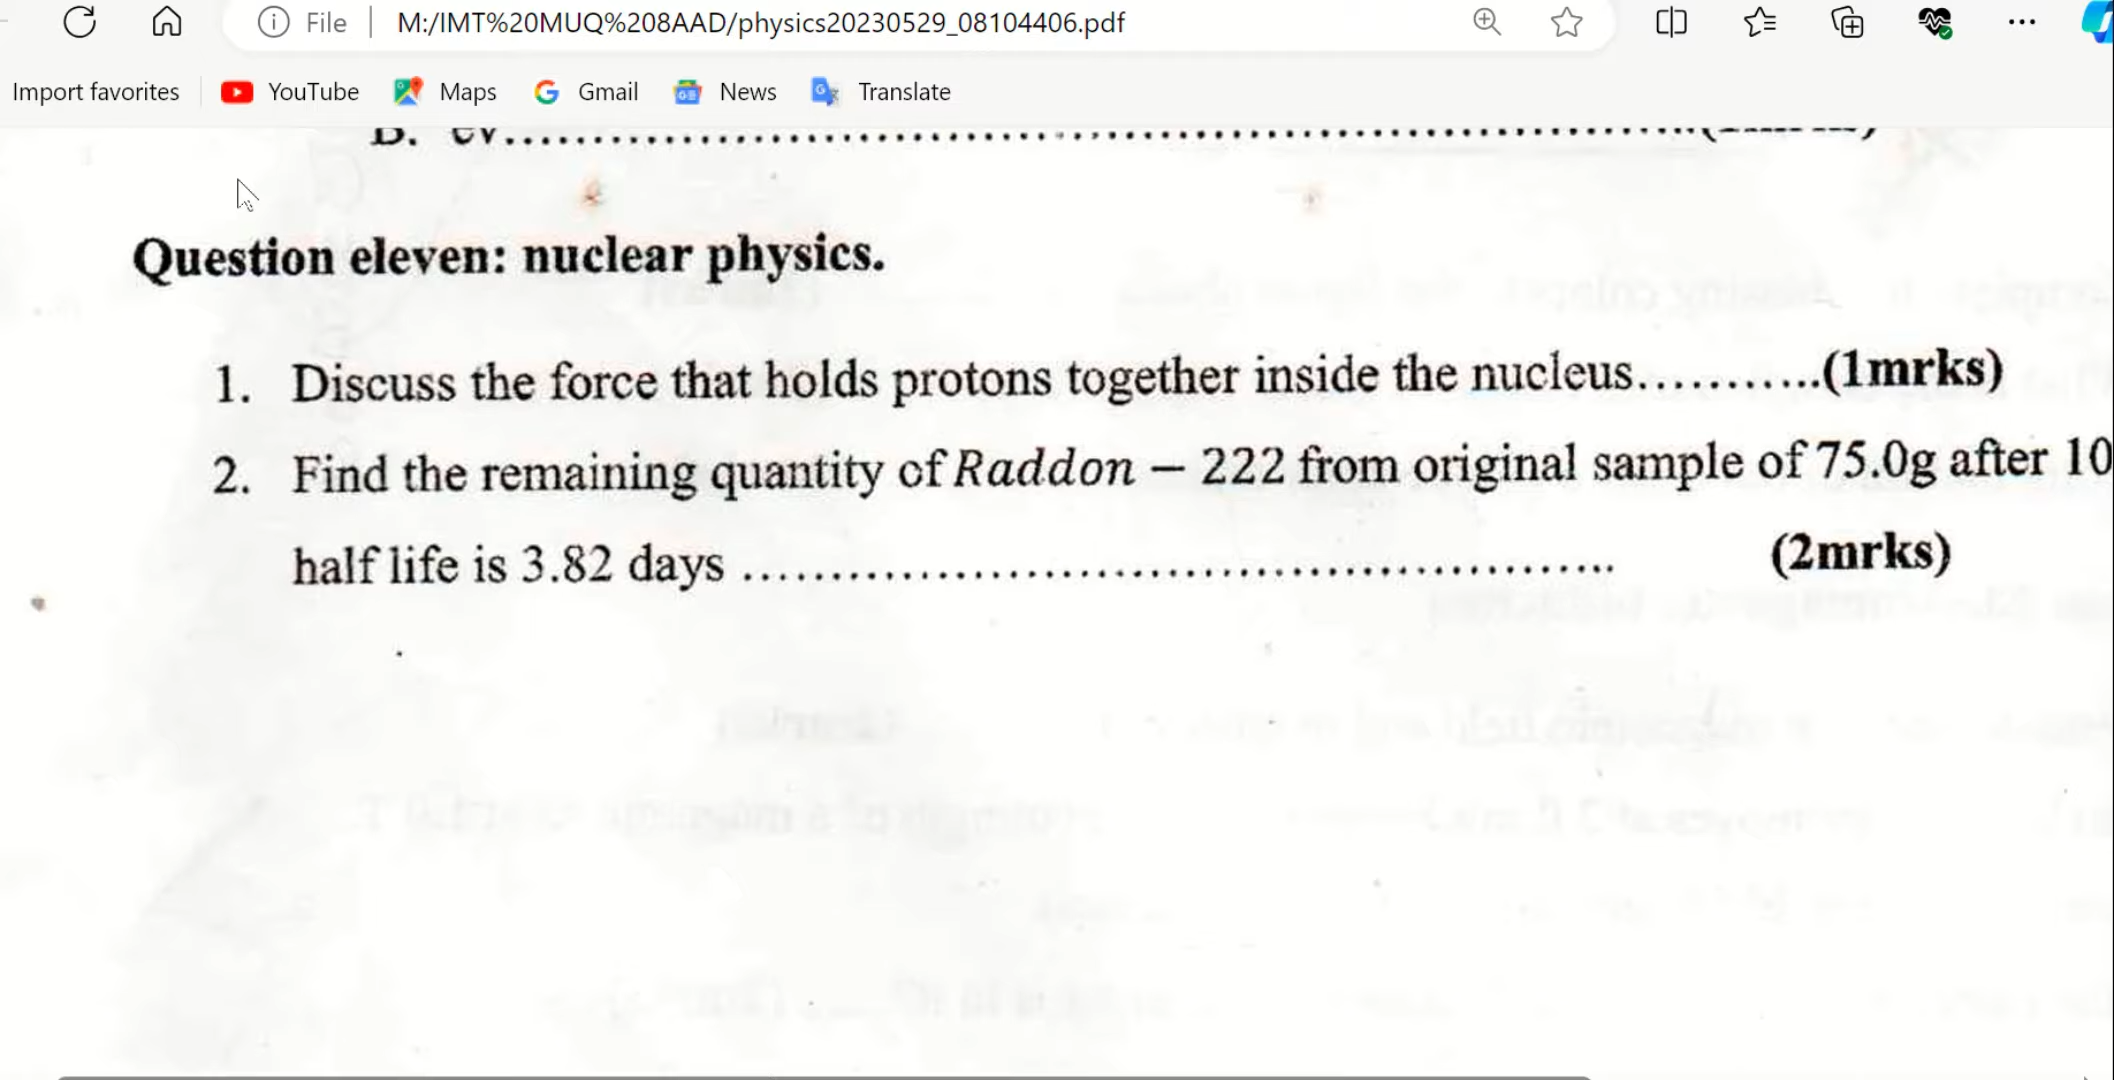 File M:/IMT%20MUQ%208AAD/physics20230529_08104406.pdf
Import favorites YouTube Maps Gmail News Translate
Question eleven: nuclear physics.
1. Discuss the force that holds protons together inside the nucleus...........(1mrks)
2. Find the remaining quantity of Raddon – 222 from original sample of 75.0g after 10
half life is 3.82 days .................................................... (2mrks)